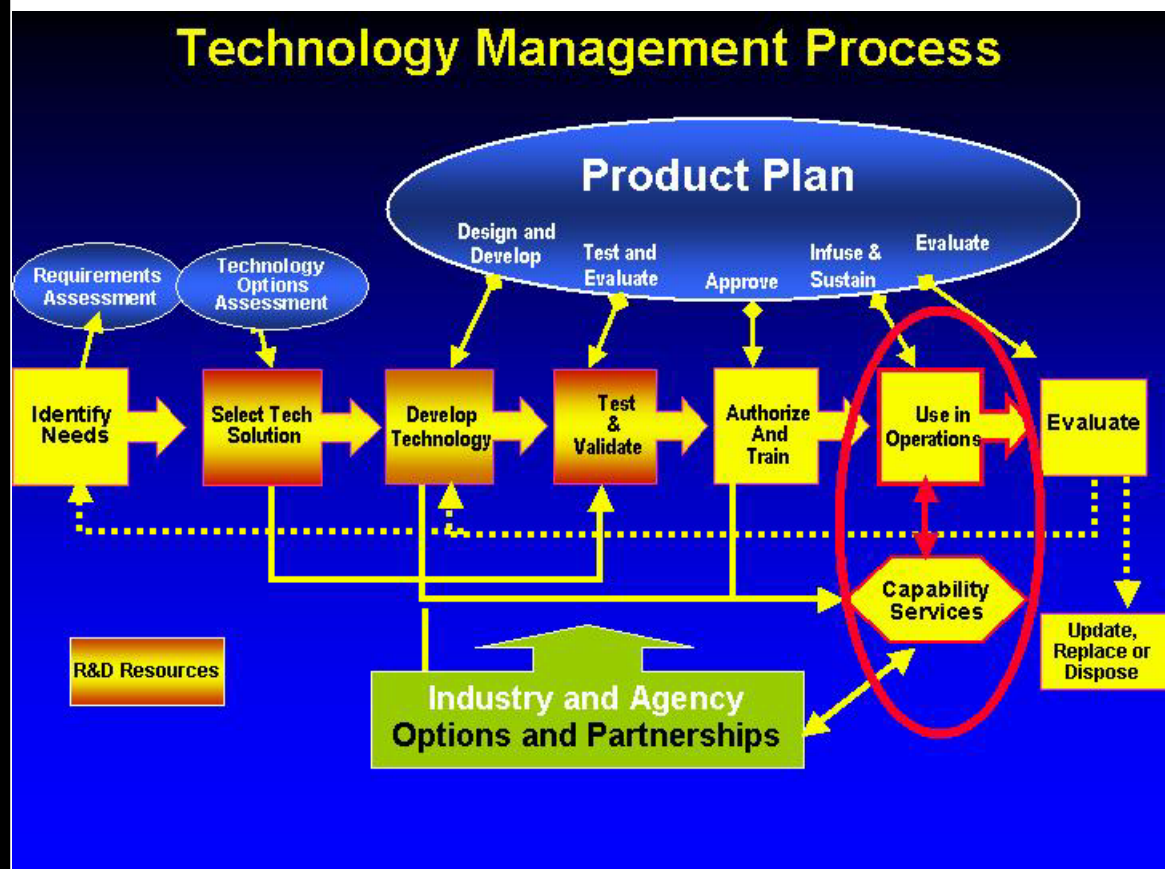 Technology Management Process
Product Plan
Design and
Develop
Test and
Evaluate
Approve
Infuse &
Sustain
Evaluate
Requirements
Assessment
Technology
Options
Assessment
Identify
Needs
Select Tech
Solution
Develop
Technology
Test
&
Validate
Authorize
And
Train
Use in
Operations
Evaluate
Capability
Services
Update,
Replace or
Dispose
R&D Resources
Industry and Agency
Options and Partnerships